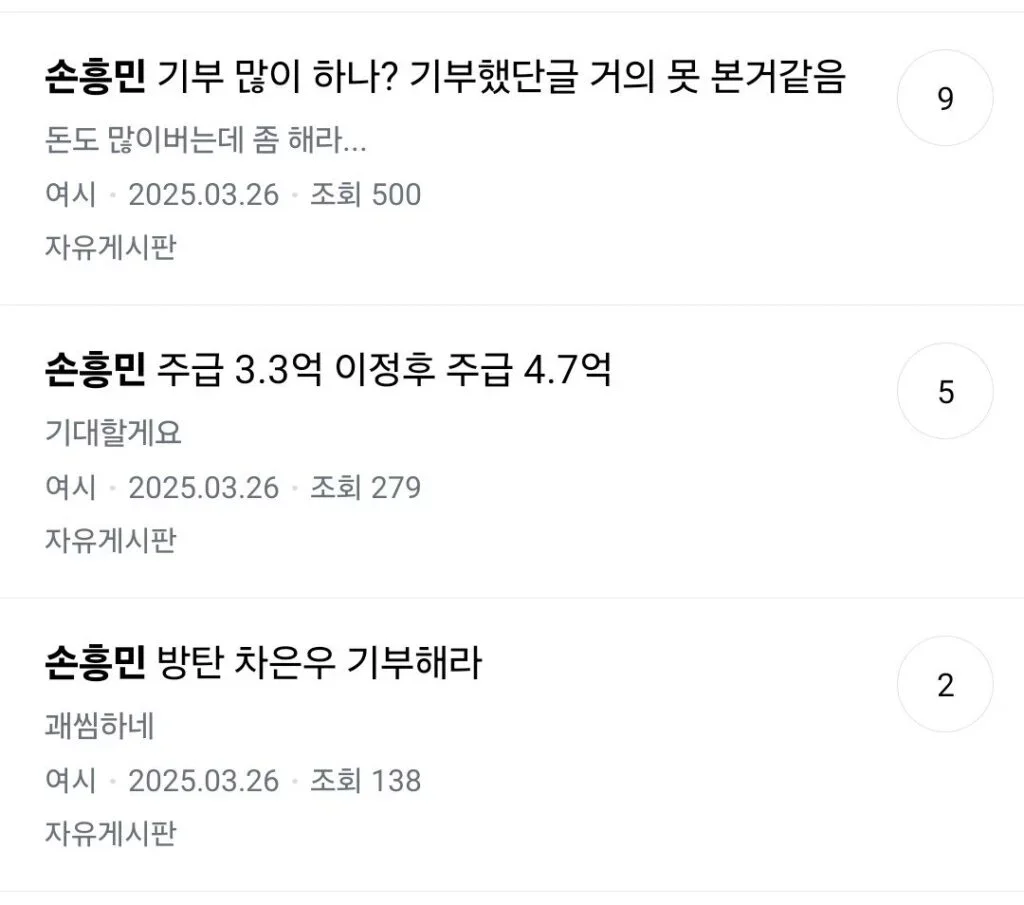 손흥민 기부 많이 하나? 기부했단글 거의 못 본거같음
9
돈도 많이버는데 좀 해라...
여시 · 2025.03.26 · 조회 500
자유게시판
손흥민 주급 3.3억 이정후 주급 4.7억
5
기대할게요
여시 · 2025.03.26 · 조회 279
자유게시판
손흥민 방탄 차은우 기부해라
2
괘씸하네
여시 · 2025.03.26 · 조회 138
자유게시판